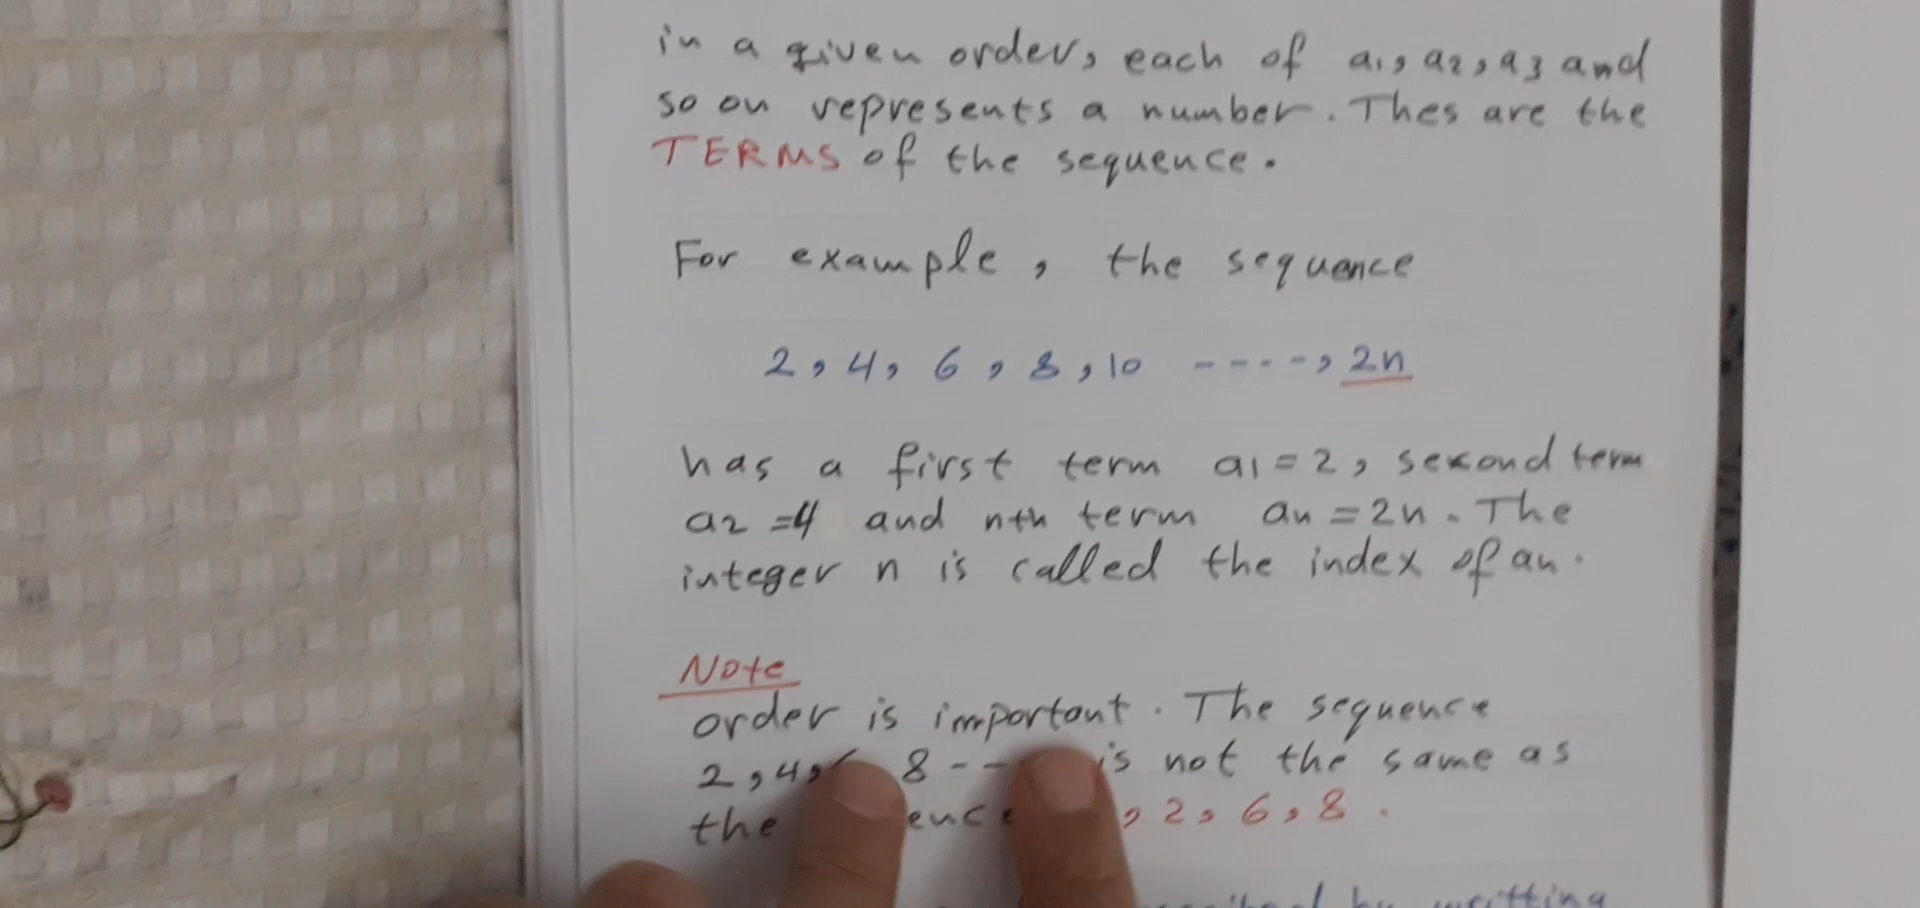 in a given order, each of a1, a2, a3 and
so on represents a number. Thes are the
TERMS of the sequence.
For example, the sequence
2, 4, 6, 8, 10 ----, 2n
has a first term a1=2, second term
a2=4 and nth term an=2n. The
integer n is called the index of an.
Note
order is important. The sequence
2, 4, 8-- is not the same as
the , 2, 6, 8.
by writting